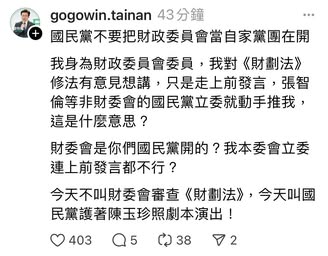 gogowin.tainan 43分鐘
國民黨不要把財政委員會當自家黨團在開
我身為財政委員會委員，我對《財劃法》
修法有意見想講，只是走上前發言，張智
倫等非財委會的國民黨立委就動手推我，
這是什麼意思？
財委會是你們國民黨開的？我本委會立委
連上前發言都不行？
今天不叫財委會審查《財劃法》，今天叫國
民黨護著陳玉珍照劇本演出！
403 5 38 2